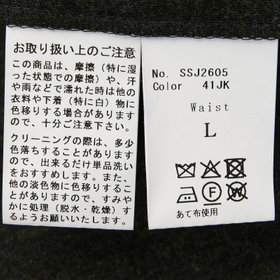 お取り扱い上のご注意
この商品は、摩擦（特に湿
った状態での摩擦）や、汗
や雨などで濡れた時は他の
衣料や下着（特に白）物に
色移りする場合があります
ので、十分ご注意下さい。
クリーニングの際は、多少
色落ちすることがあります
ので、出来るだけ単品洗い
をおすすめします。また、
他の淡色物に色移りするこ
とがありますので、すみや
かに処理（脱水・乾燥）す
るようお願い致します。
No. SSJ2605
Color 41JK
Waist
L
あて布使用